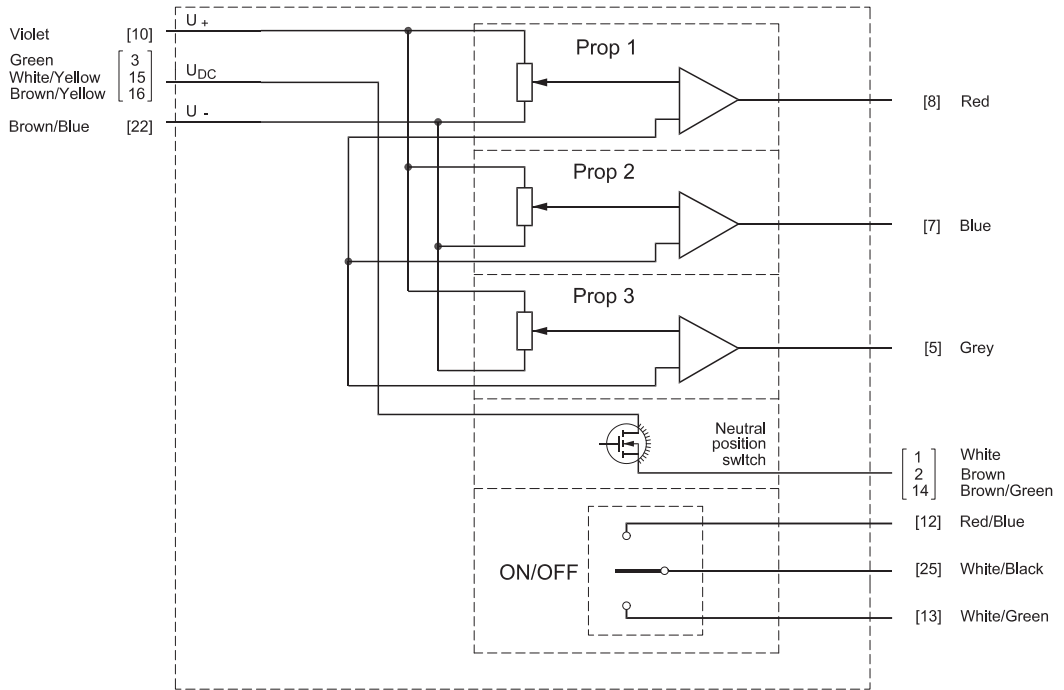 U +
Violet [10]
Prop 1
Green 3
White/Yellow 15
Brown/Yellow 16
UDC
U -
Brown/Blue [22]
[8] Red
Prop 2
[7] Blue
Prop 3
[5] Grey
Neutral
position
switch
1 White
2 Brown
14 Brown/Green
[12] Red/Blue
ON/OFF
[25] White/Black
[13] White/Green